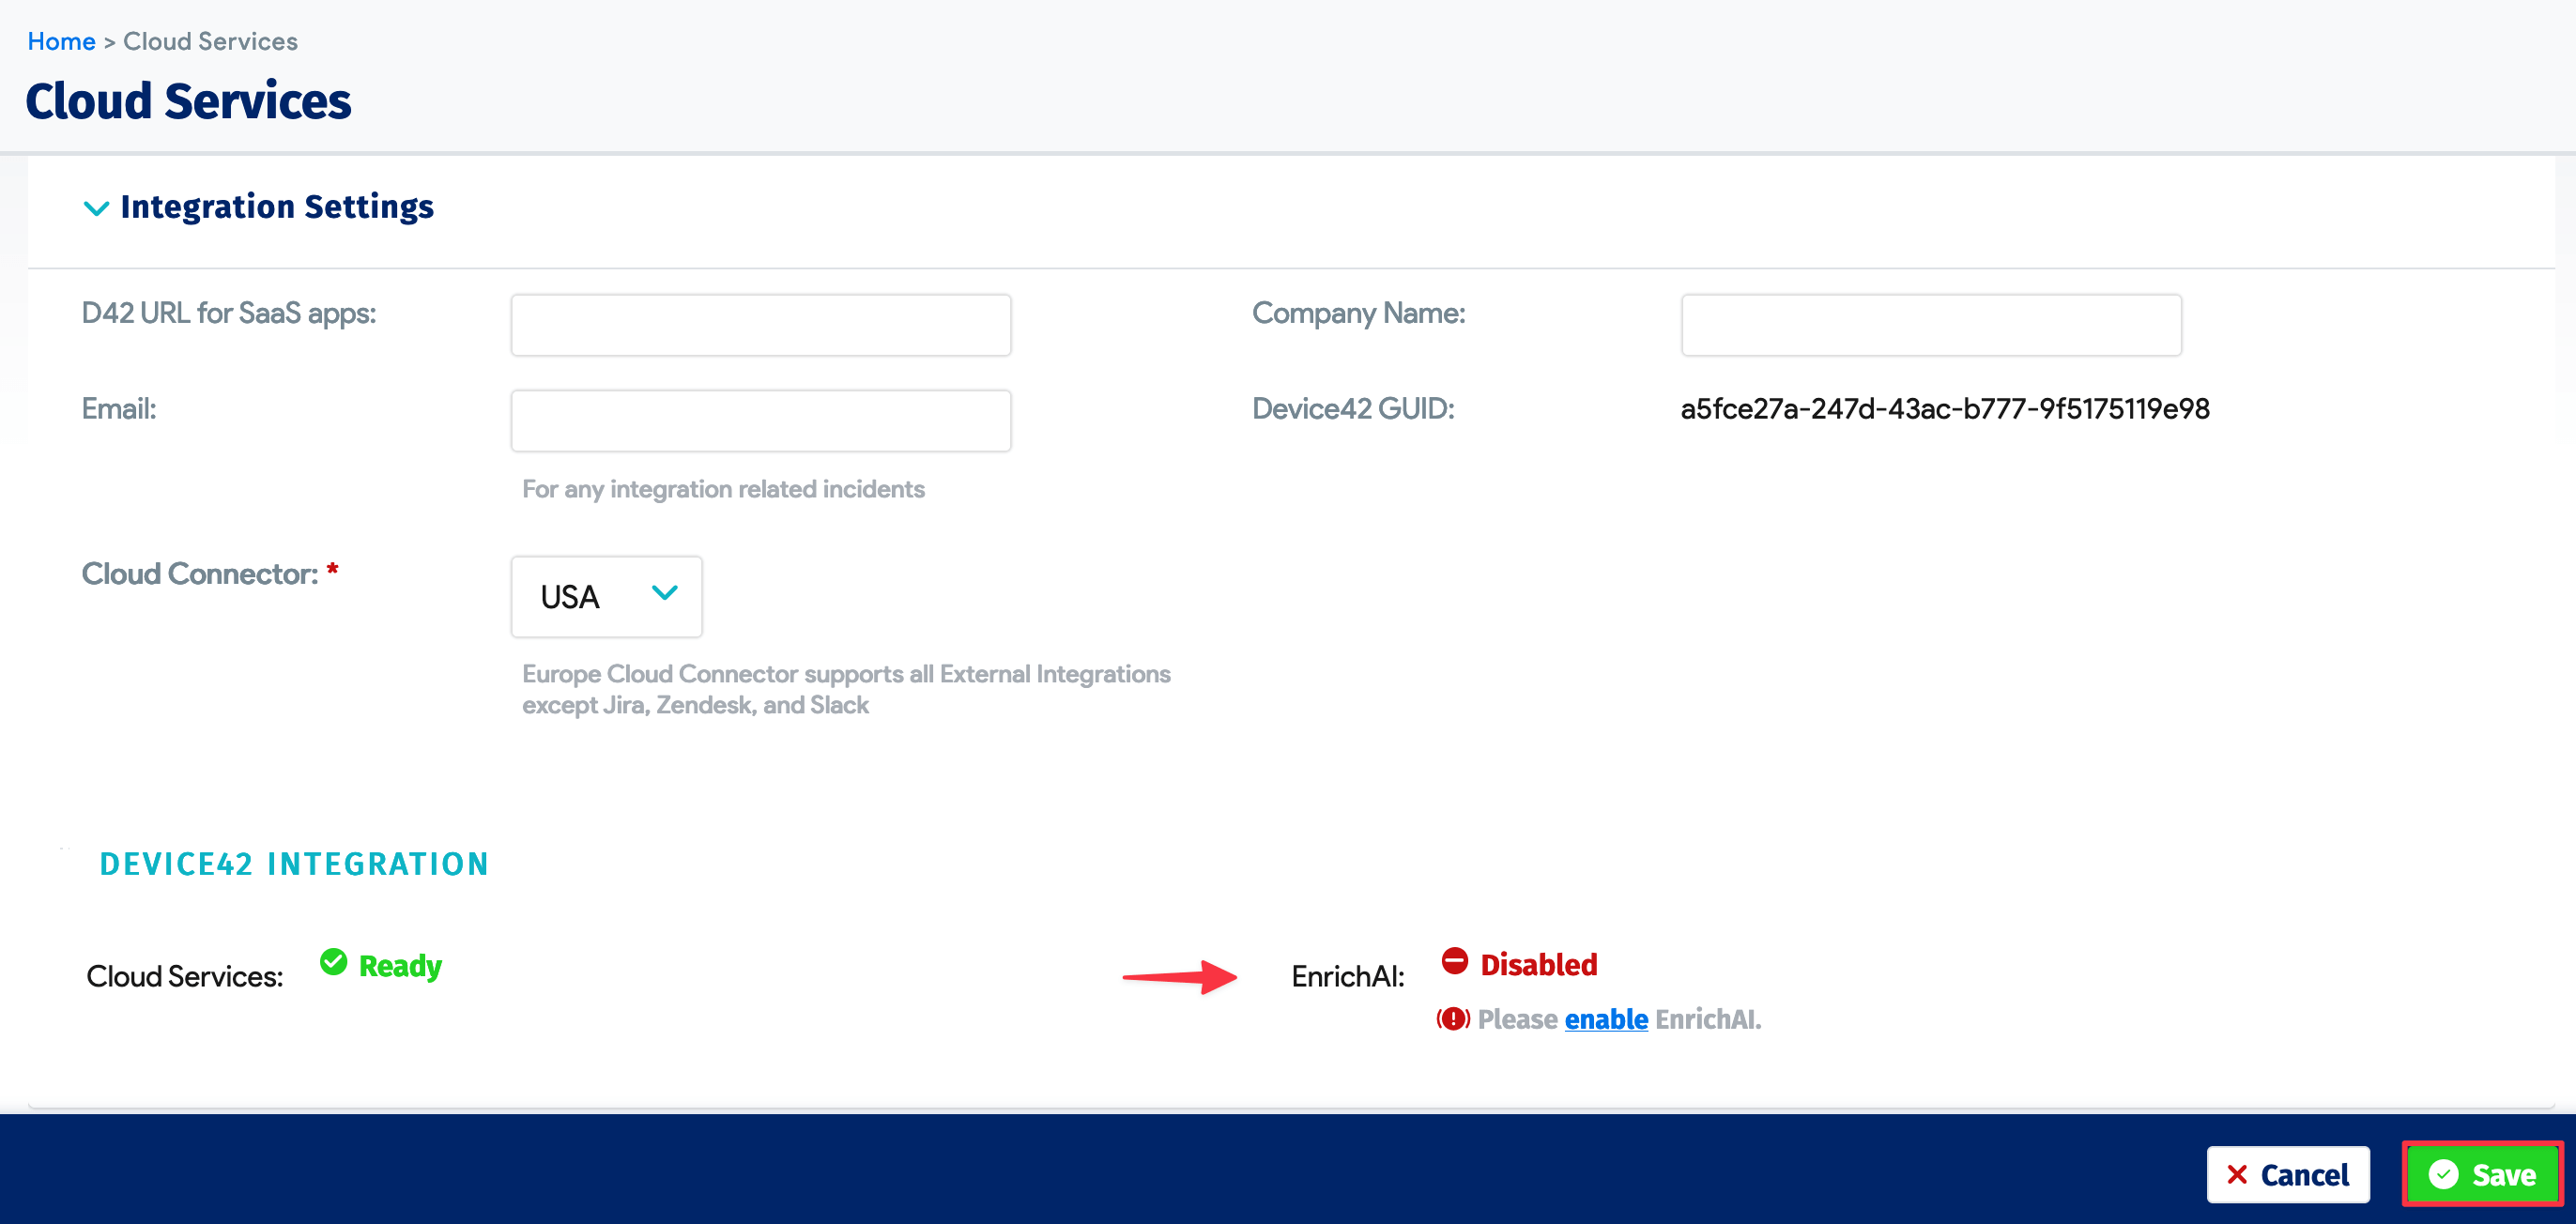 Home > Cloud Services
Cloud Services
Integration Settings
D42 URL for SaaS apps:
Company Name:
Email:
Device42 GUID:
a5fce27a-247d-43ac-b777-9f5175119e98
For any integration related incidents
Cloud Connector: *
USA
Europe Cloud Connector supports all External Integrations
except Jira, Zendesk, and Slack
DEVICE42 INTEGRATION
Cloud Services:
Ready
EnrichAI:
Disabled
Please enable EnrichAI.
Cancel
Save